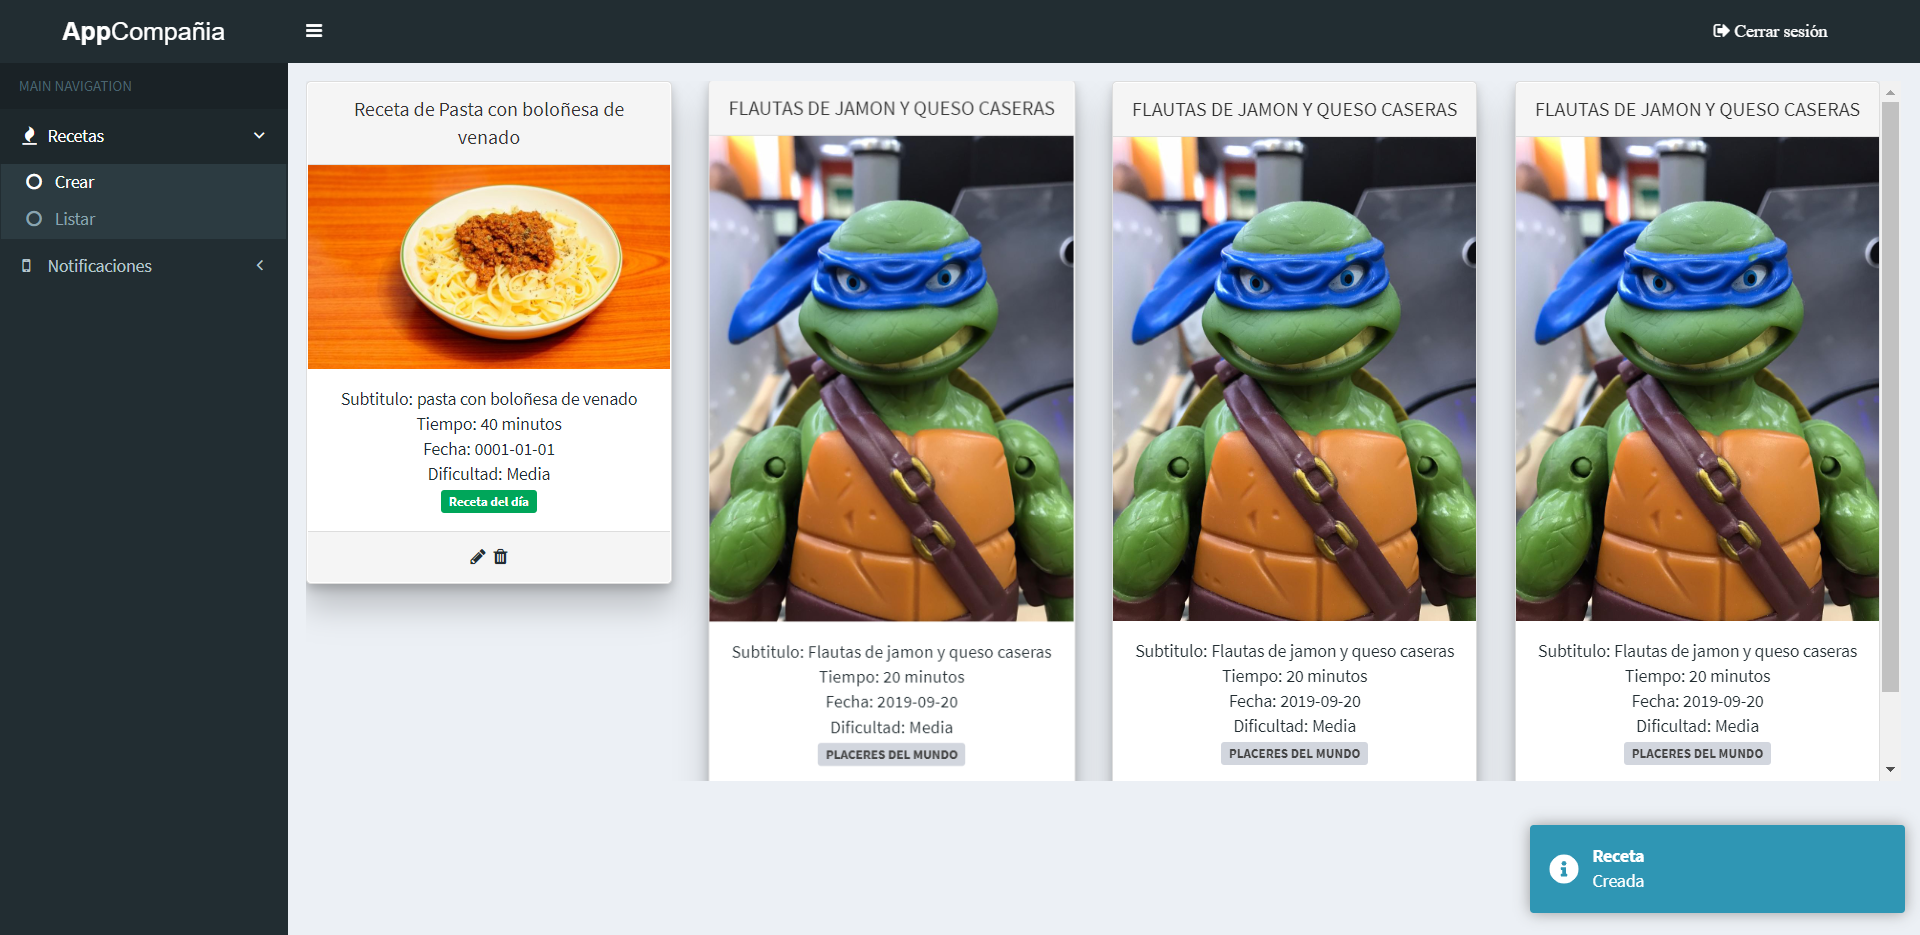 AppCompañia
Cerrar sesión
MAIN NAVIGATION
Recetas
Crear
Listar
Notificaciones
Receta de Pasta con boloñesa de
venado
Subtitulo: pasta con boloñesa de venado
Tiempo: 40 minutos
Fecha: 0001-01-01
Dificultad: Media
Receta del día
FLAUTAS DE JAMON Y QUESO CASERAS
Subtitulo: Flautas de jamon y queso caseras
Tiempo: 20 minutos
Fecha: 2019-09-20
Dificultad: Media
PLACERES DEL MUNDO
FLAUTAS DE JAMON Y QUESO CASERAS
Subtitulo: Flautas de jamon y queso caseras
Tiempo: 20 minutos
Fecha: 2019-09-20
Dificultad: Media
PLACERES DEL MUNDO
FLAUTAS DE JAMON Y QUESO CASERAS
Subtitulo: Flautas de jamon y queso caseras
Tiempo: 20 minutos
Fecha: 2019-09-20
Dificultad: Media
PLACERES DEL MUNDO
Receta
Creada